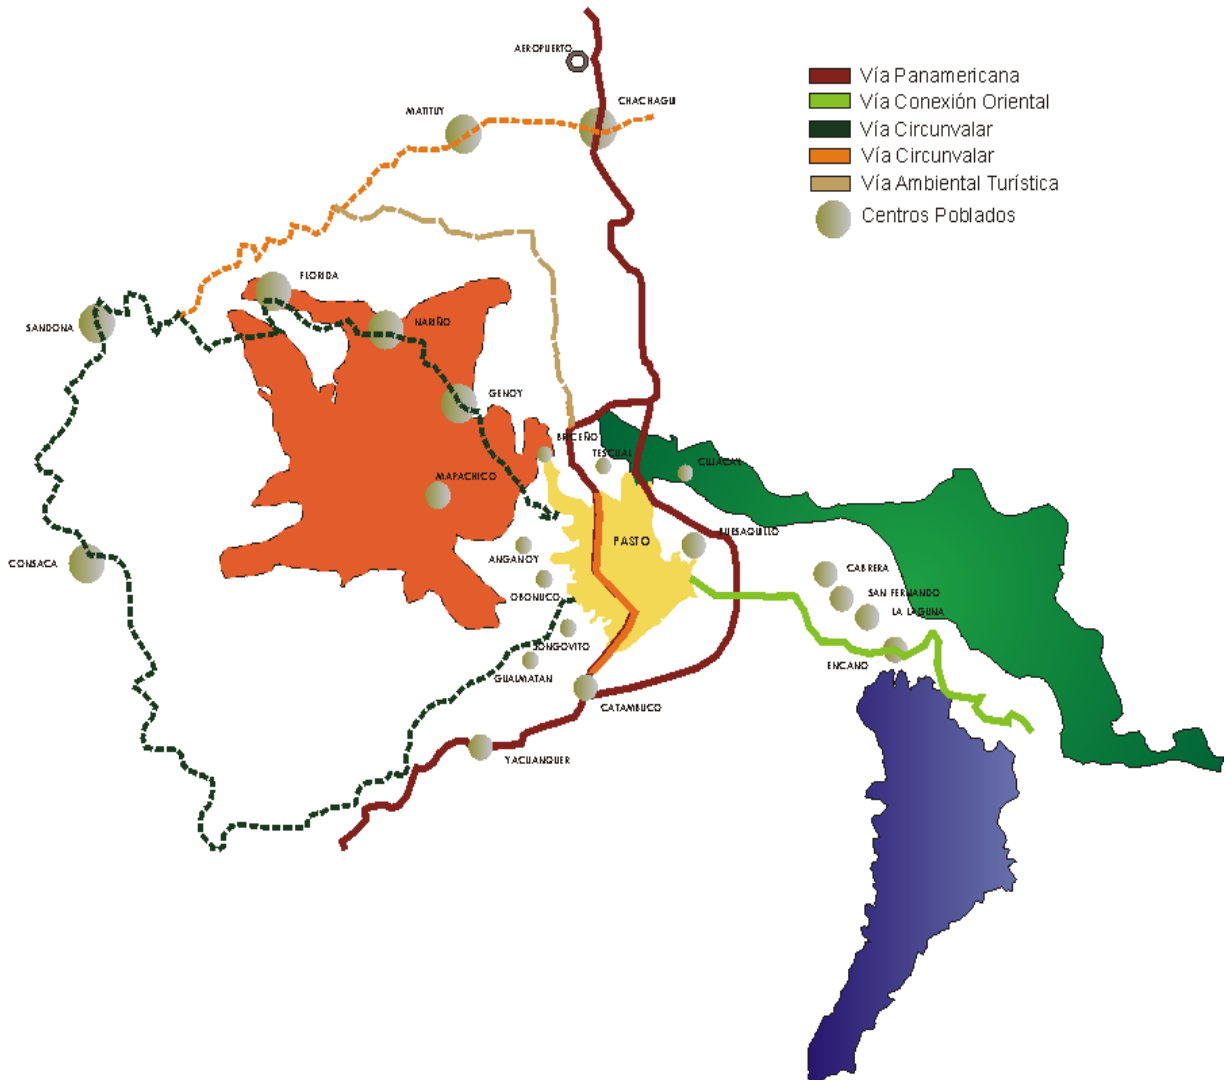 AEROPUERTO
MATITUY
CHACHAGUI
Vía Panamericana
Vía Conexión Oriental
Vía Circunvalar
Vía Circunvalar
Vía Ambiental Turística
Centros Poblados
FLORIDA
SANDONA
NARIÑO
GENOY
BRICEÑO
TESCUAL
CUJACAL
MAPACHICO
BUESAQUILLO
PASTO
ANGANOY
CONSACA
CABRERA
OBONUCO
SAN FERNANDO
LA LAGUNA
JONGOVITO
ENCANO
GUALMATAN
CATAMBUCO
YACUANQUER